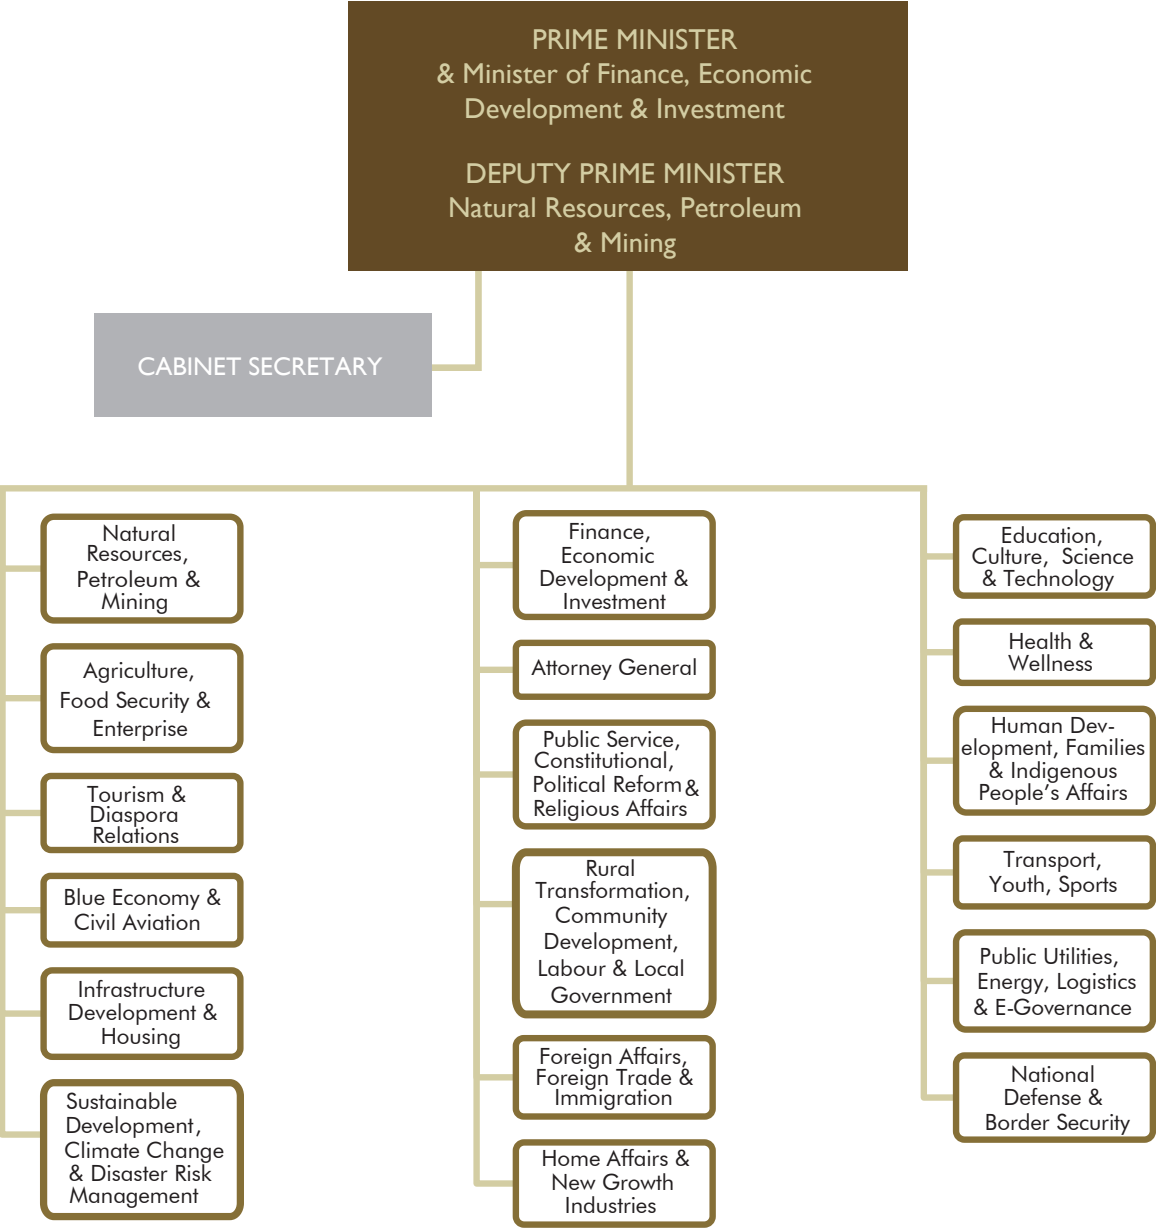 PRIME MINISTER
& Minister of Finance, Economic
Development & Investment
DEPUTY PRIME MINISTER
Natural Resources, Petroleum
& Mining
CABINET SECRETARY
Natural
Resources,
Petroleum &
Mining
Agriculture,
Food Security &
Enterprise
Tourism &
Diaspora
Relations
Blue Economy &
Civil Aviation
Infrastructure
Development &
Housing
Sustainable
Development,
Climate Change
& Disaster Risk
Management
Finance,
Economic
Development &
Investment
Attorney General
Public Service,
Constitutional,
Political Reform &
Religious Affairs
Rural
Transformation,
Community
Development,
Labour & Local
Government
Foreign Affairs,
Foreign Trade &
Immigration
Home Affairs &
New Growth
Industries
Education,
Culture, Science
& Technology
Health &
Wellness
Human Dev-
elopment, Families
& Indigenous
People's Affairs
Transport,
Youth, Sports
Public Utilities,
Energy, Logistics
& E-Governance
National
Defense &
Border Security